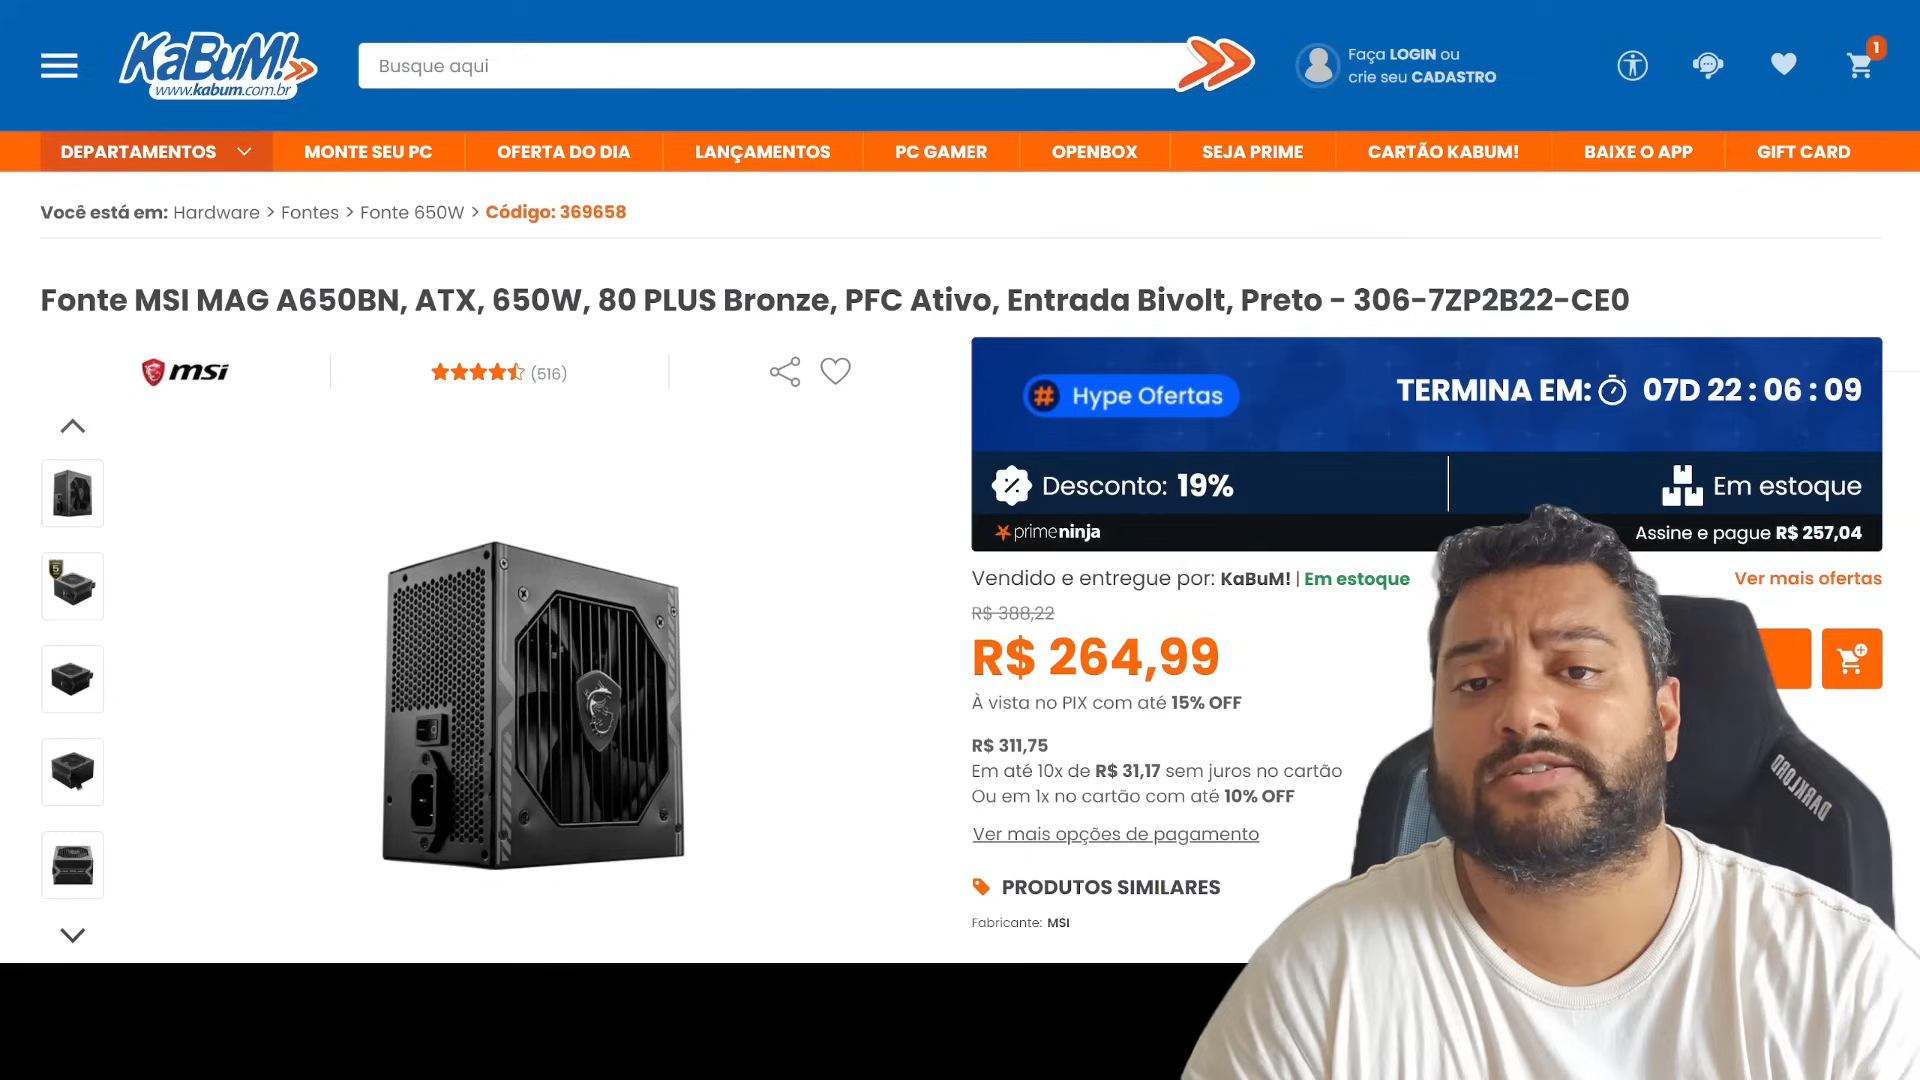 KaBuM!
www.kabum.com.br
Busque aqui
Faça LOGIN ou
crie seu CADASTRO
1
DEPARTAMENTOS
MONTE SEU PC
OFERTA DO DIA
LANÇAMENTOS
PC GAMER
OPENBOX
SEJA PRIME
CARTÃO KABUM!
BAIXE O APP
GIFT CARD
Você está em: Hardware > Fontes > Fonte 650W > Código: 369658
Fonte MSI MAG A650BN, ATX, 650W, 80 PLUS Bronze, PFC Ativo, Entrada Bivolt, Preto - 306-7ZP2B22-CE0
msi
(516)
# Hype Ofertas
TERMINA EM: 07D 22 : 06 : 09
Desconto: 19%
Em estoque
primeninja
Assine e pague R$ 257,04
Vendido e entregue por: KaBuM! | Em estoque
Ver mais ofertas
R$ 388,22
R$ 264,99
À vista no PIX com até 15% OFF
R$ 311,75
Em até 10x de R$ 31,17 sem juros no cartão
Ou em 1x no cartão com até 10% OFF
Ver mais opções de pagamento
PRODUTOS SIMILARES
Fabricante: MSI
5
DARKLORD